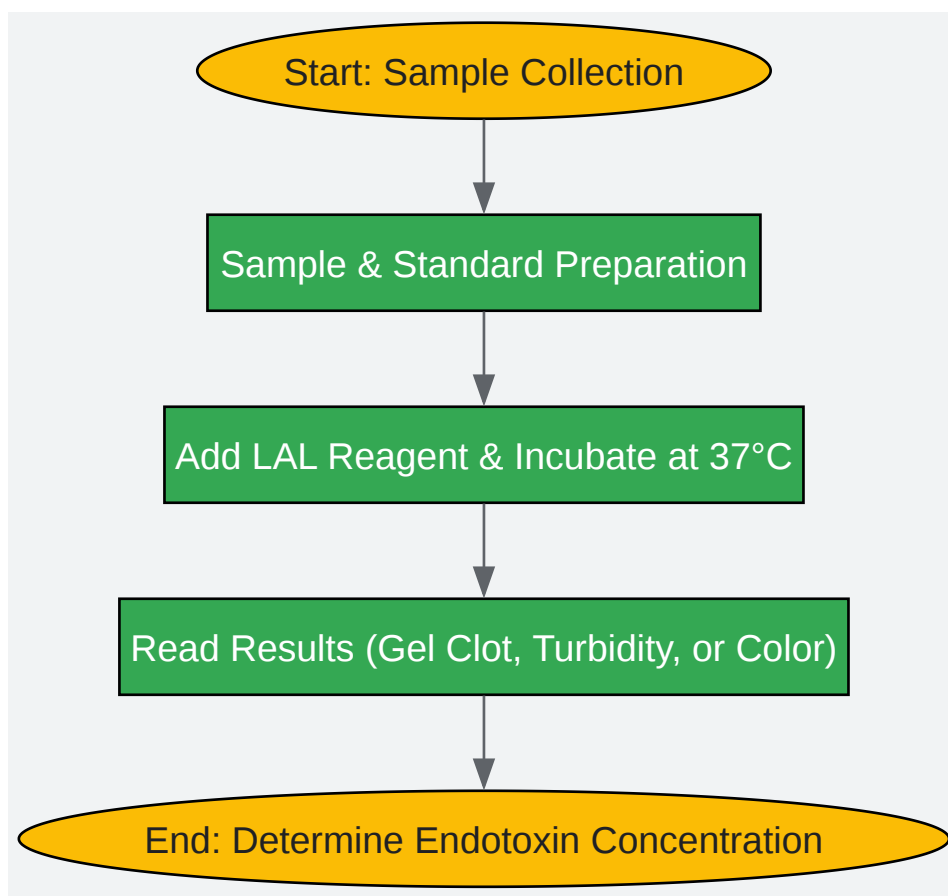 Start: Sample Collection
Sample & Standard Preparation
Add LAL Reagent & Incubate at 37°C
Read Results (Gel Clot, Turbidity, or Color)
End: Determine Endotoxin Concentration